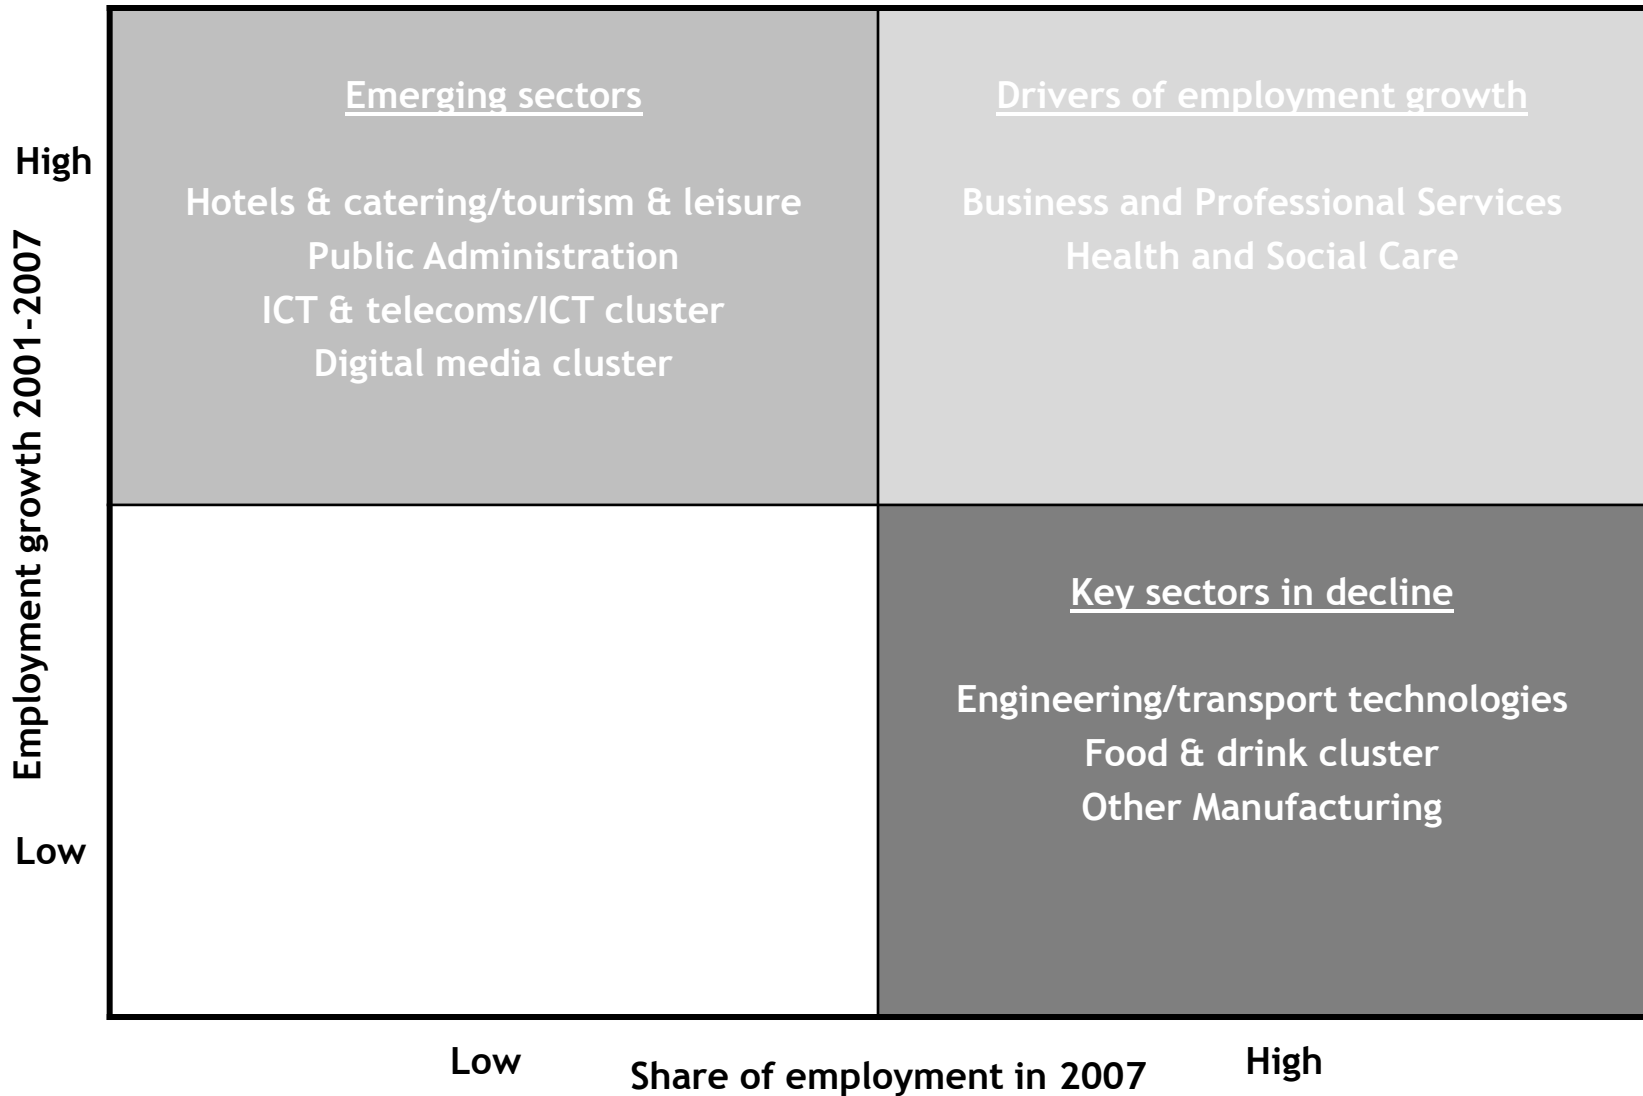 Emerging sectors
Hotels & catering/tourism & leisure
Public Administration
ICT & telecoms/ICT cluster
Digital media cluster
Drivers of employment growth
Business and Professional Services
Health and Social Care
Key sectors in decline
Engineering/transport technologies
Food & drink cluster
Other Manufacturing
High
Employment growth 2001-2007
Low
Low
Share of employment in 2007
High